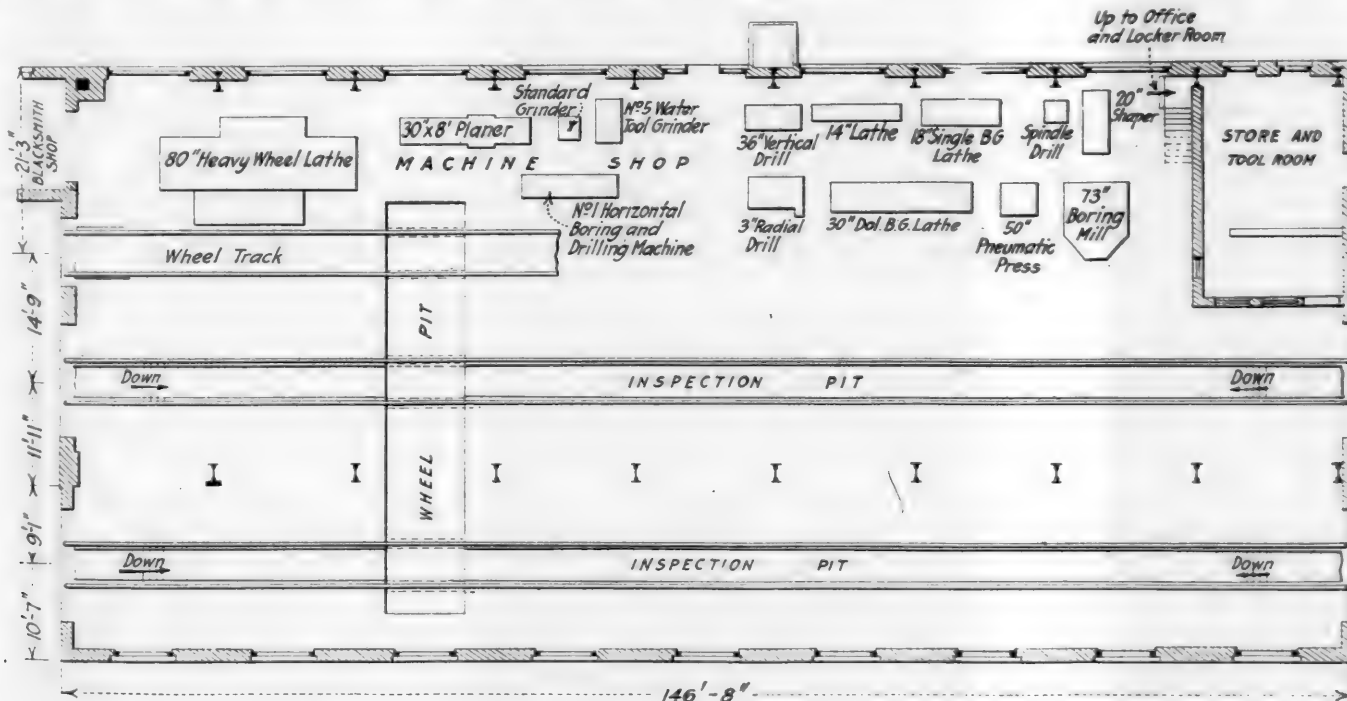 Up to Office
and Locker Room
Standard
Grinder
Nº5 Water
Tool Grinder
30"x8' Planer
80" Heavy Wheel Lathe
MACHINE SHOP
36" Vertical
Drill
14" Lathe
18" Single B G
Lathe
Spindle
Drill
20"
Shaper
STORE AND
TOOL ROOM
21'-3"
BLACKSMITH
SHOP
Nº1 Horizontal
Boring and
Drilling Machine
3" Radial
Drill
30" Dol. B.G. Lathe
50"
Pneumatic
Press
73"
Boring
Mill
Wheel Track
14'-9"
WHEEL PIT
Down
INSPECTION PIT
Down
11'-11"
9'-1"
Down
INSPECTION PIT
Down
10'-7"
146'-8"